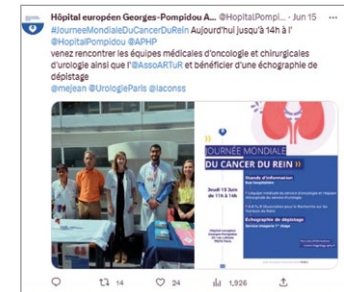 Hôpital européen Georges-Pompidou A... @HopitalPompi... · Jun 15 ...
#JourneeMondialeDuCancerDuRein Aujourd'hui jusqu'à 14h à l'
@HopitalPompidou @APHP
venez rencontrer les équipes médicales d'oncologie et chirurgicales
d'urologie ainsi que l'@AssoARTuR et bénéficier d'une échographie de
dépistage
@mejean @UrologieParis @iaconss
JOURNÉE MONDIALE
DU CANCER DU REIN
Jeudi 15 Juin
de 11h à 14h
Stands d'information
Échographie de dépistage
14
24
1,926